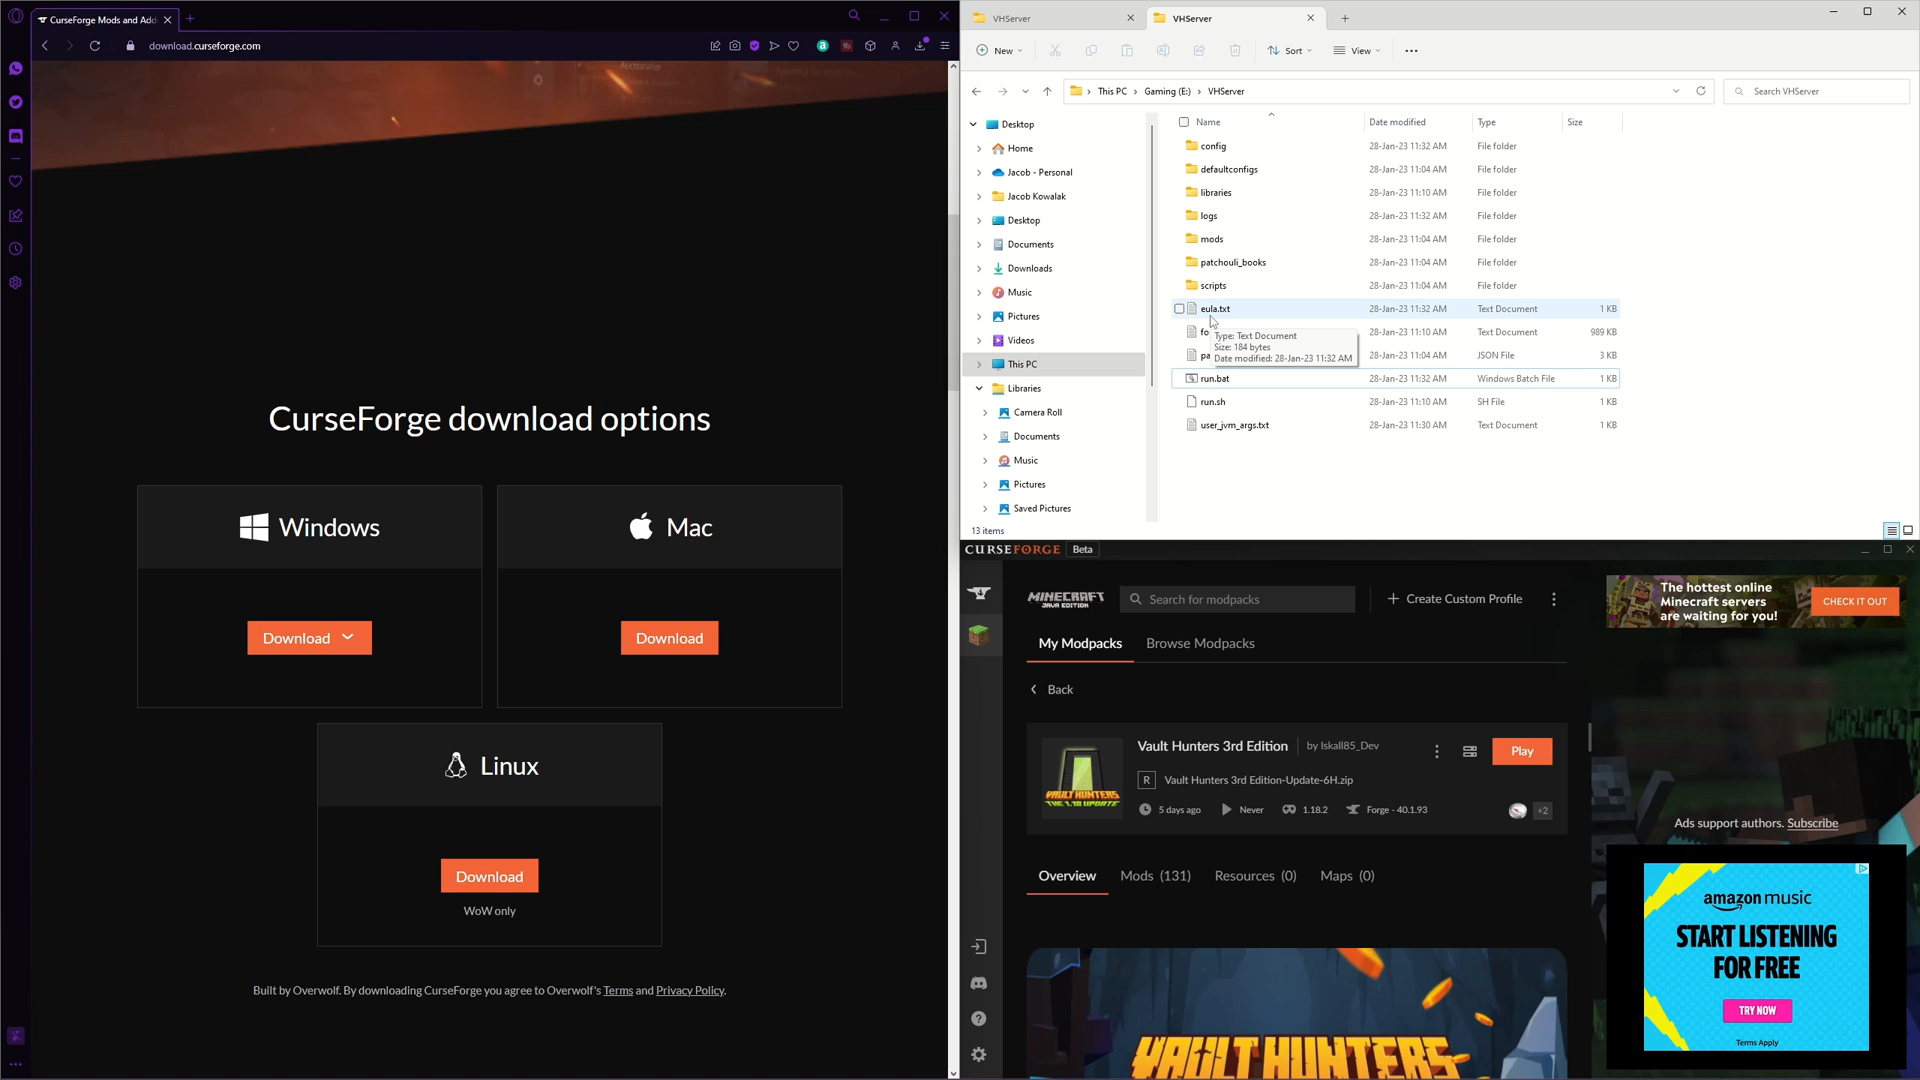 CurseForge Mods and Add
download.curseforge.com
CurseForge download options
Windows
Download
Mac
Download
Linux
Download
WoW only
Built by Overwolf. By downloading CurseForge you agree to Overwolf's Terms and Privacy Policy.
VHServer
VHServer
New
Sort
View
This PC
Gaming (E:)
VHServer
Search VHServer
Desktop
Home
Jacob - Personal
Jacob Kowalak
Desktop
Documents
Downloads
Music
Pictures
Videos
This PC
Libraries
Camera Roll
Documents
Music
Pictures
Saved Pictures
Name Date modified Type Size
config 28-Jan-23 11:32 AM File folder
defaultconfigs 28-Jan-23 11:04 AM File folder
libraries 28-Jan-23 11:10 AM File folder
logs 28-Jan-23 11:32 AM File folder
mods 28-Jan-23 11:04 AM File folder
patchouli_books 28-Jan-23 11:04 AM File folder
scripts 28-Jan-23 11:04 AM File folder
eula.txt 28-Jan-23 11:32 AM Text Document 1 KB
fo 28-Jan-23 11:10 AM Text Document 989 KB
pa 28-Jan-23 11:04 AM JSON File 3 KB
Type: Text Document
Size: 184 bytes
Date modified: 28-Jan-23 11:32 AM
run.bat 28-Jan-23 11:32 AM Windows Batch File 1 KB
run.sh 28-Jan-23 11:10 AM SH File 1 KB
user_jvm_args.txt 28-Jan-23 11:30 AM Text Document 1 KB
13 items
CURSEFORGE Beta
MINECRAFT
JAVA EDITION
Search for modpacks
Create Custom Profile
My Modpacks
Browse Modpacks
Back
Vault Hunters 3rd Edition by Iskall85_Dev
R Vault Hunters 3rd Edition-Update-6H.zip
5 days ago Never 1.18.2 Forge - 40.1.93
+2
Play
VAULT HUNTERS
THE 1.18 UPDATE
Overview Mods (131) Resources (0) Maps (0)
VAULT HUNTERS
The hottest online
Minecraft servers
are waiting for you!
CHECK IT OUT
Ads support authors. Subscribe
amazon music
START LISTENING
FOR FREE
TRY NOW
Terms Apply